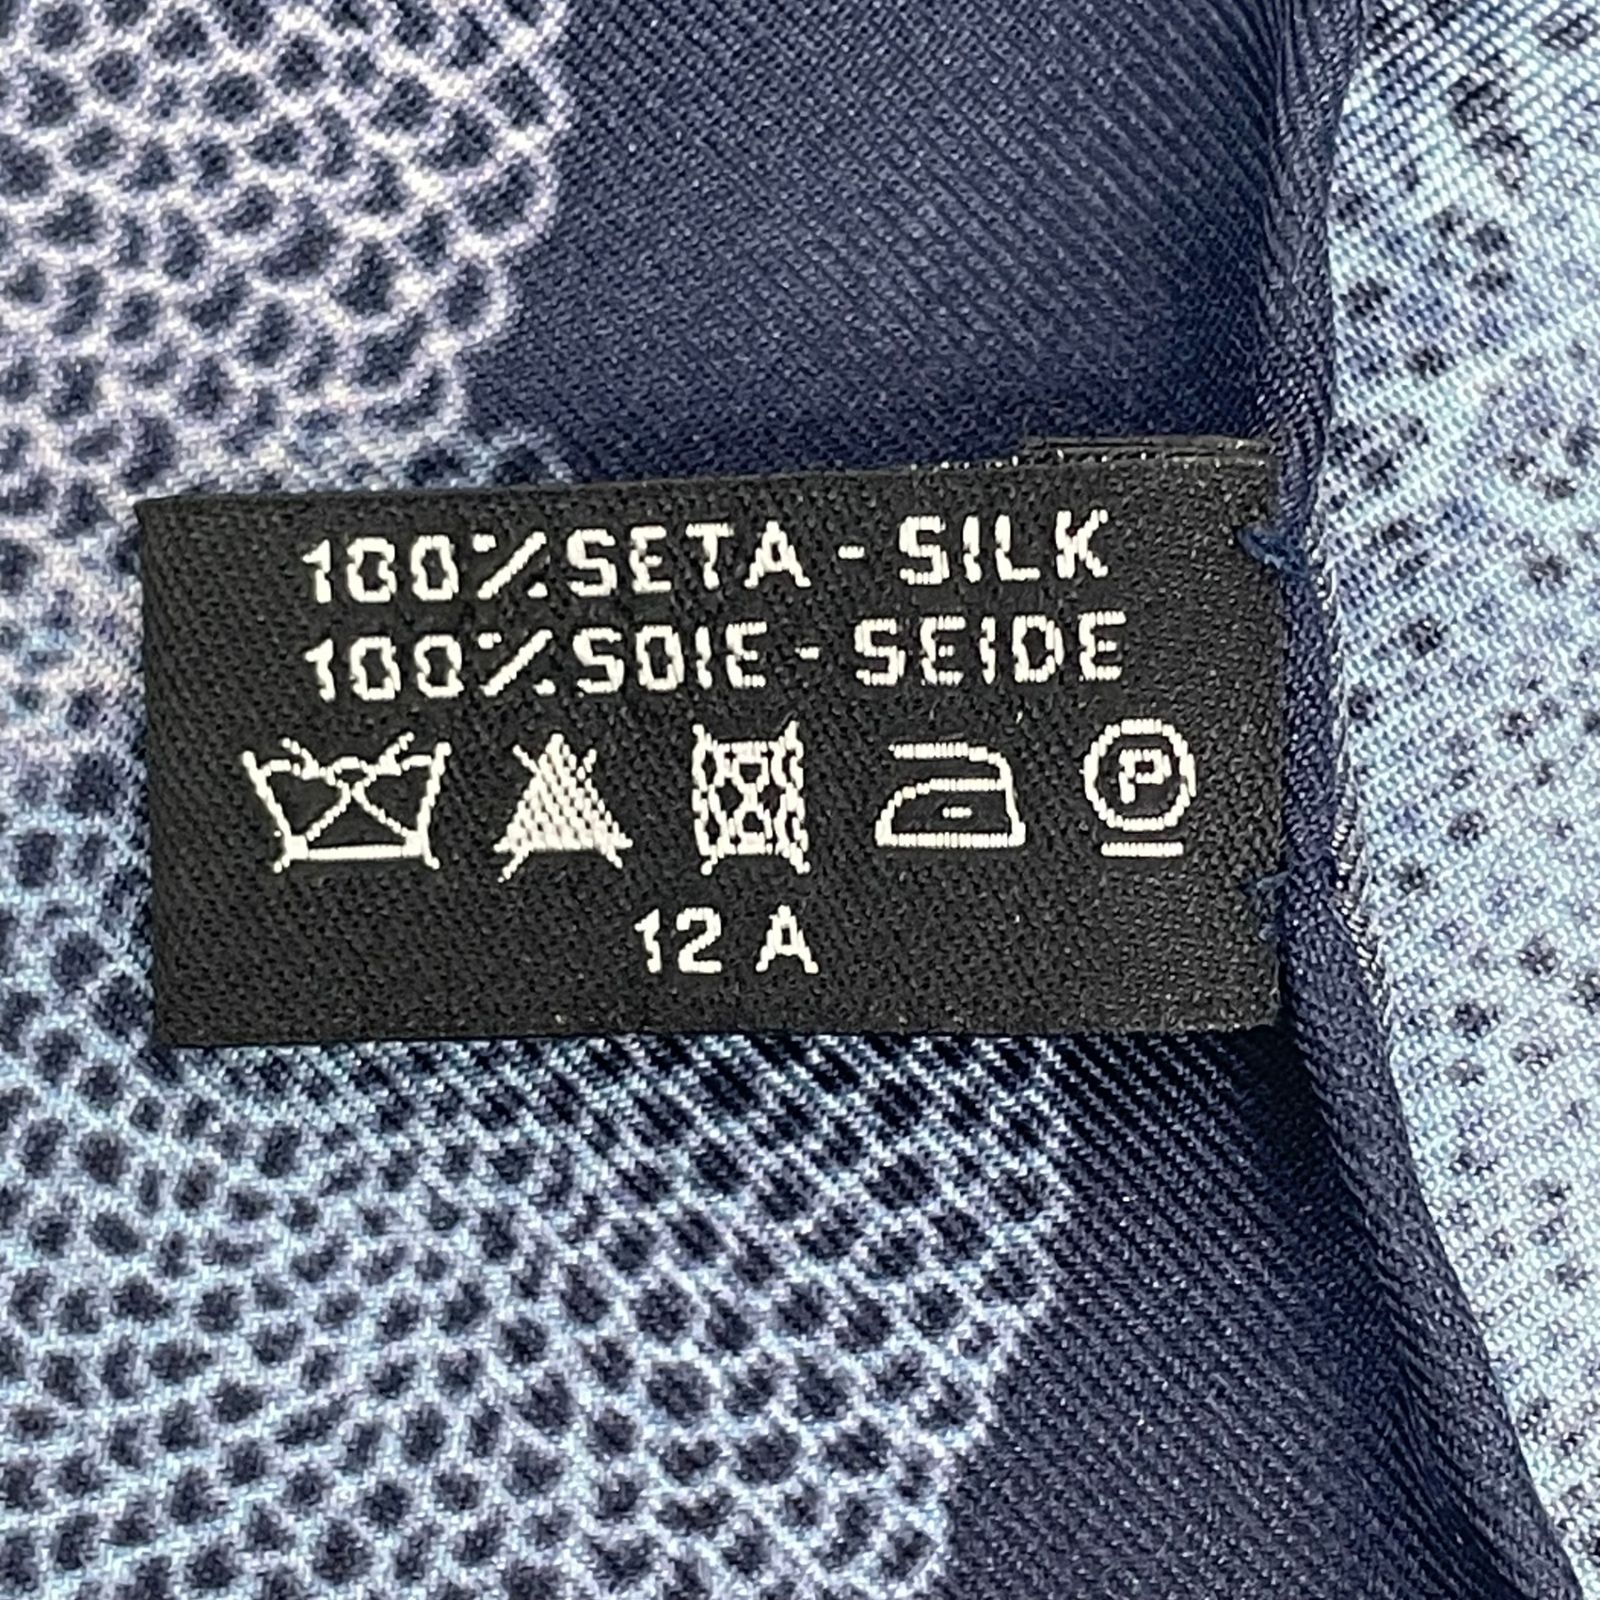 100% SETA - SILK
100% SOIE - SEIDE
P
12 A